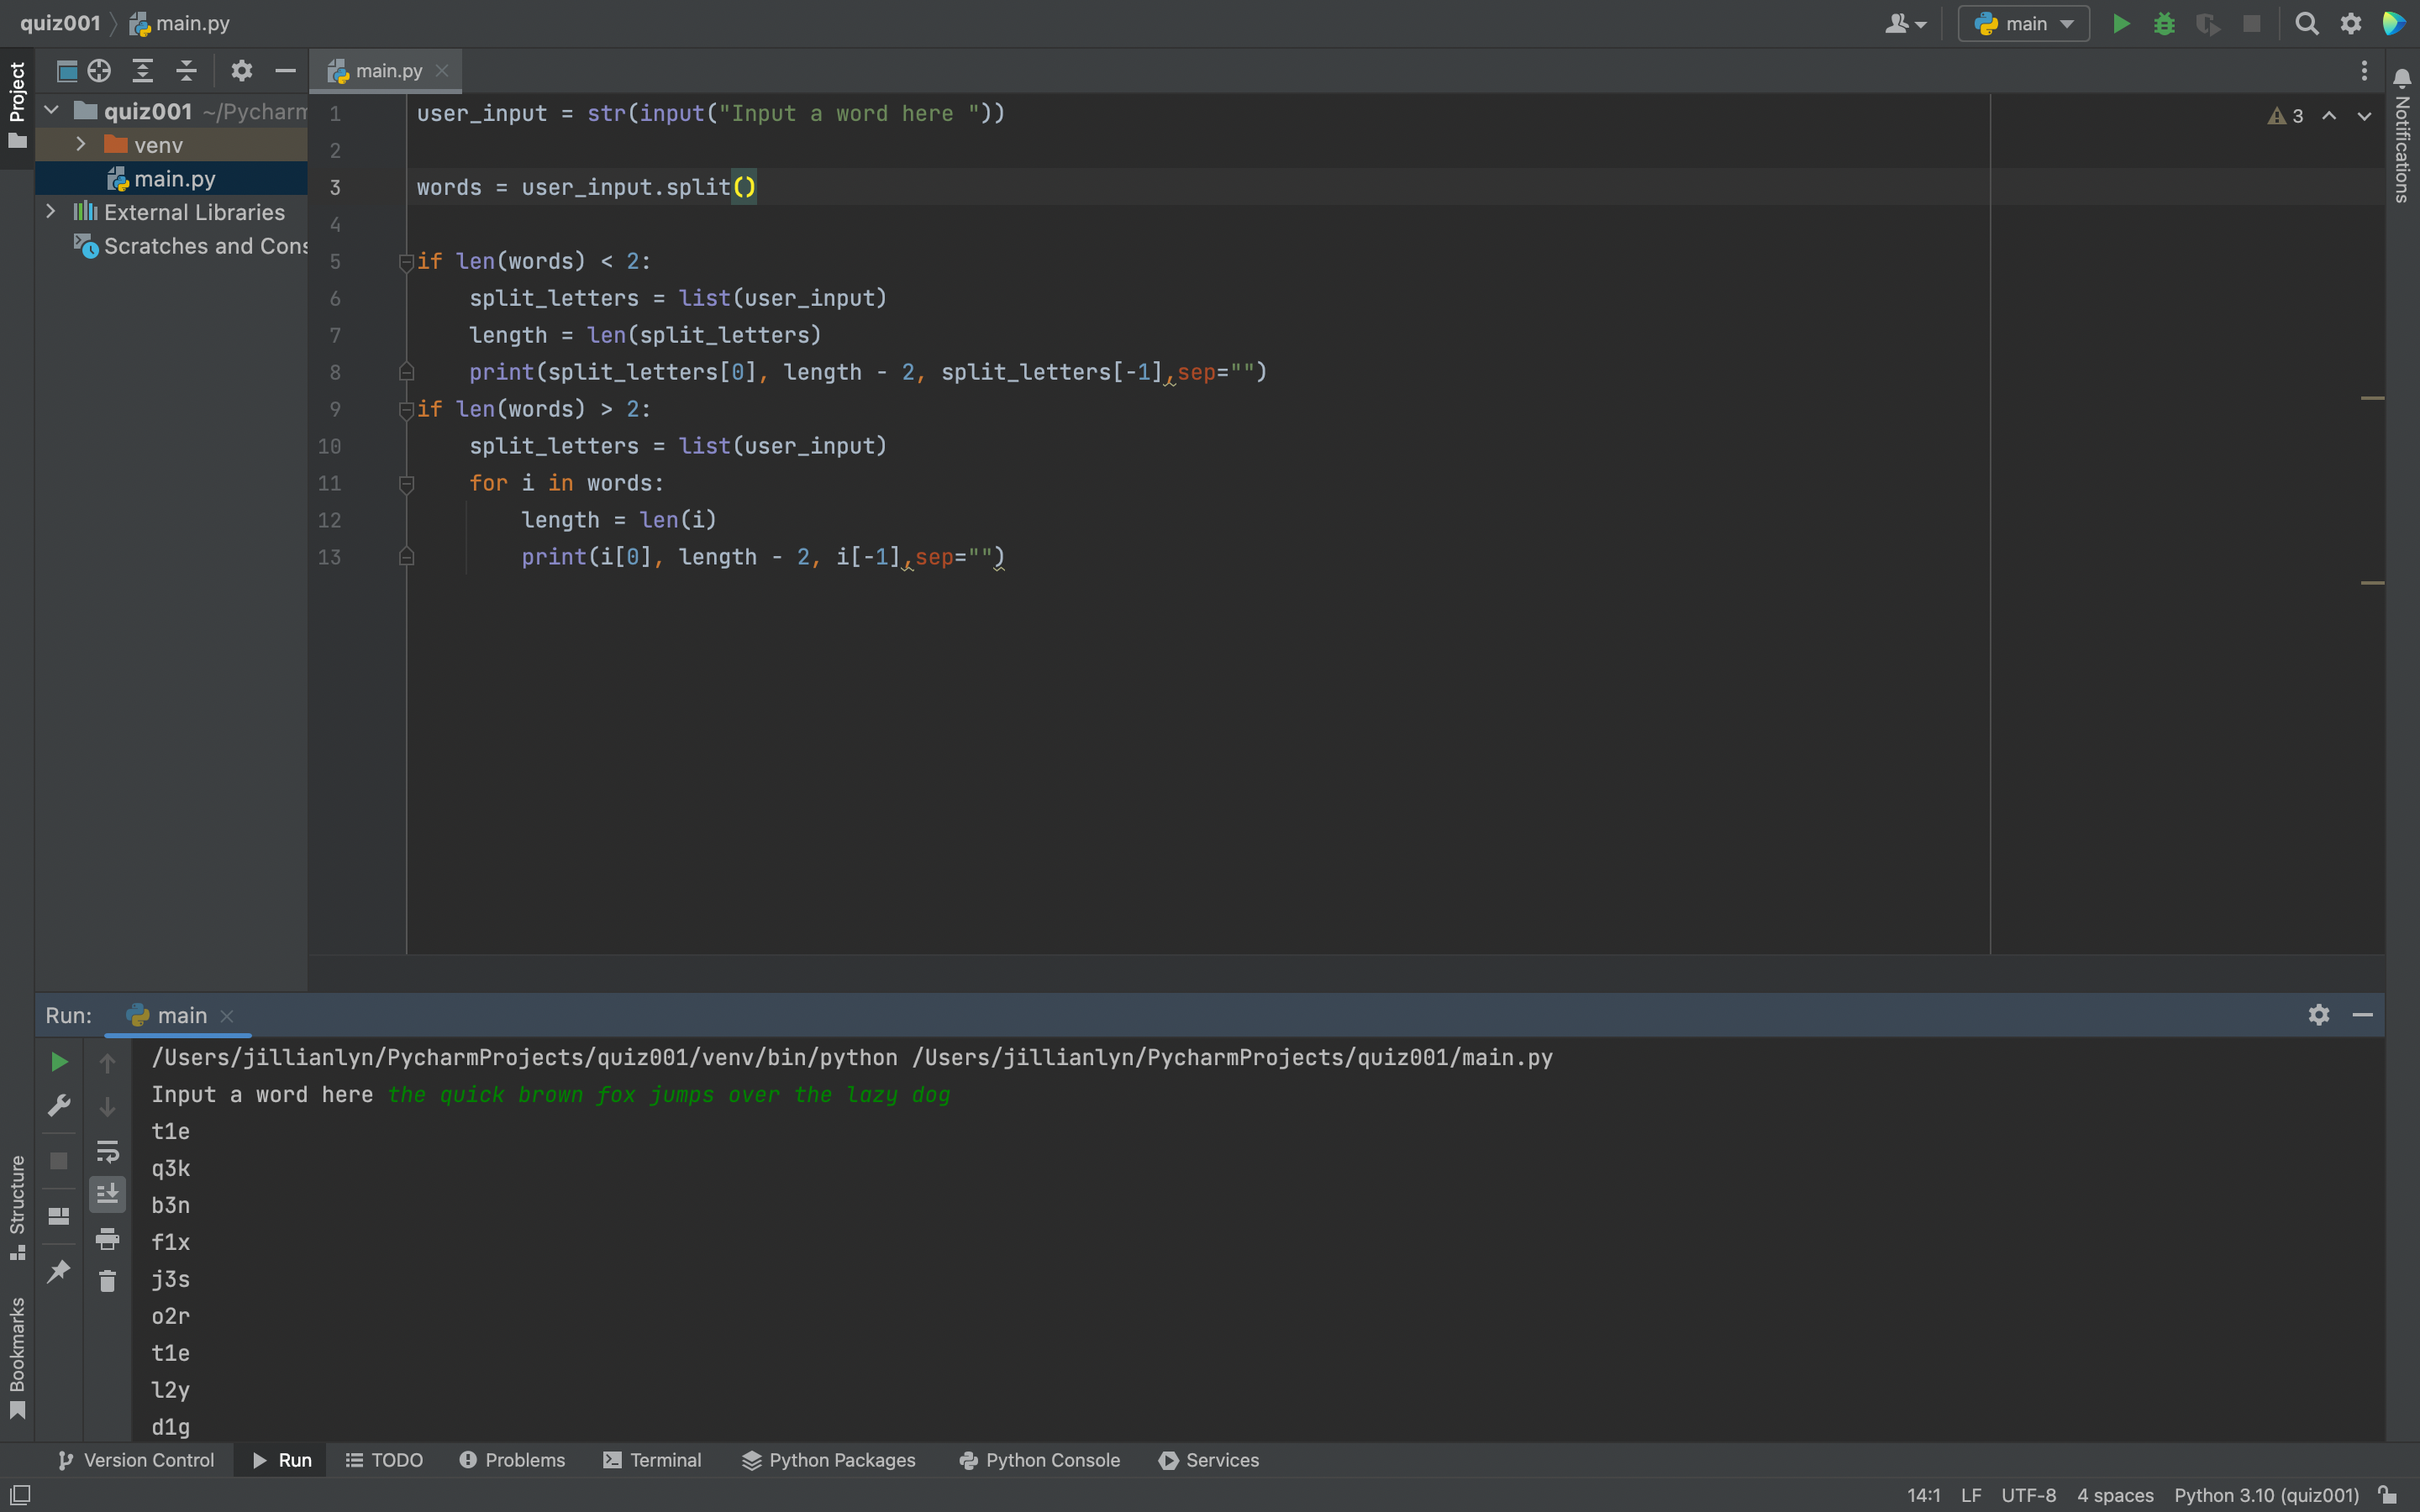 quiz001 main.py
main
Project
main.py
quiz001 ~/Pycharm
venv
main.py
External Libraries
Scratches and Cons
3
Notifications
1 user_input = str(input("Input a word here "))
2
3 words = user_input.split()
4
5 if len(words) < 2:
6 split_letters = list(user_input)
7 length = len(split_letters)
8 print(split_letters[0], length - 2, split_letters[-1],sep="")
9 if len(words) > 2:
10 split_letters = list(user_input)
11 for i in words:
12 length = len(i)
13 print(i[0], length - 2, i[-1],sep="")
Run: main
/Users/jillianlyn/PycharmProjects/quiz001/venv/bin/python /Users/jillianlyn/PycharmProjects/quiz001/main.py
Input a word here the quick brown fox jumps over the lazy dog
t1e
q3k
b3n
f1x
j3s
o2r
t1e
l2y
d1g
Structure
Bookmarks
Version Control Run TODO Problems Terminal Python Packages Python Console Services
14:1 LF UTF-8 4 spaces Python 3.10 (quiz001)